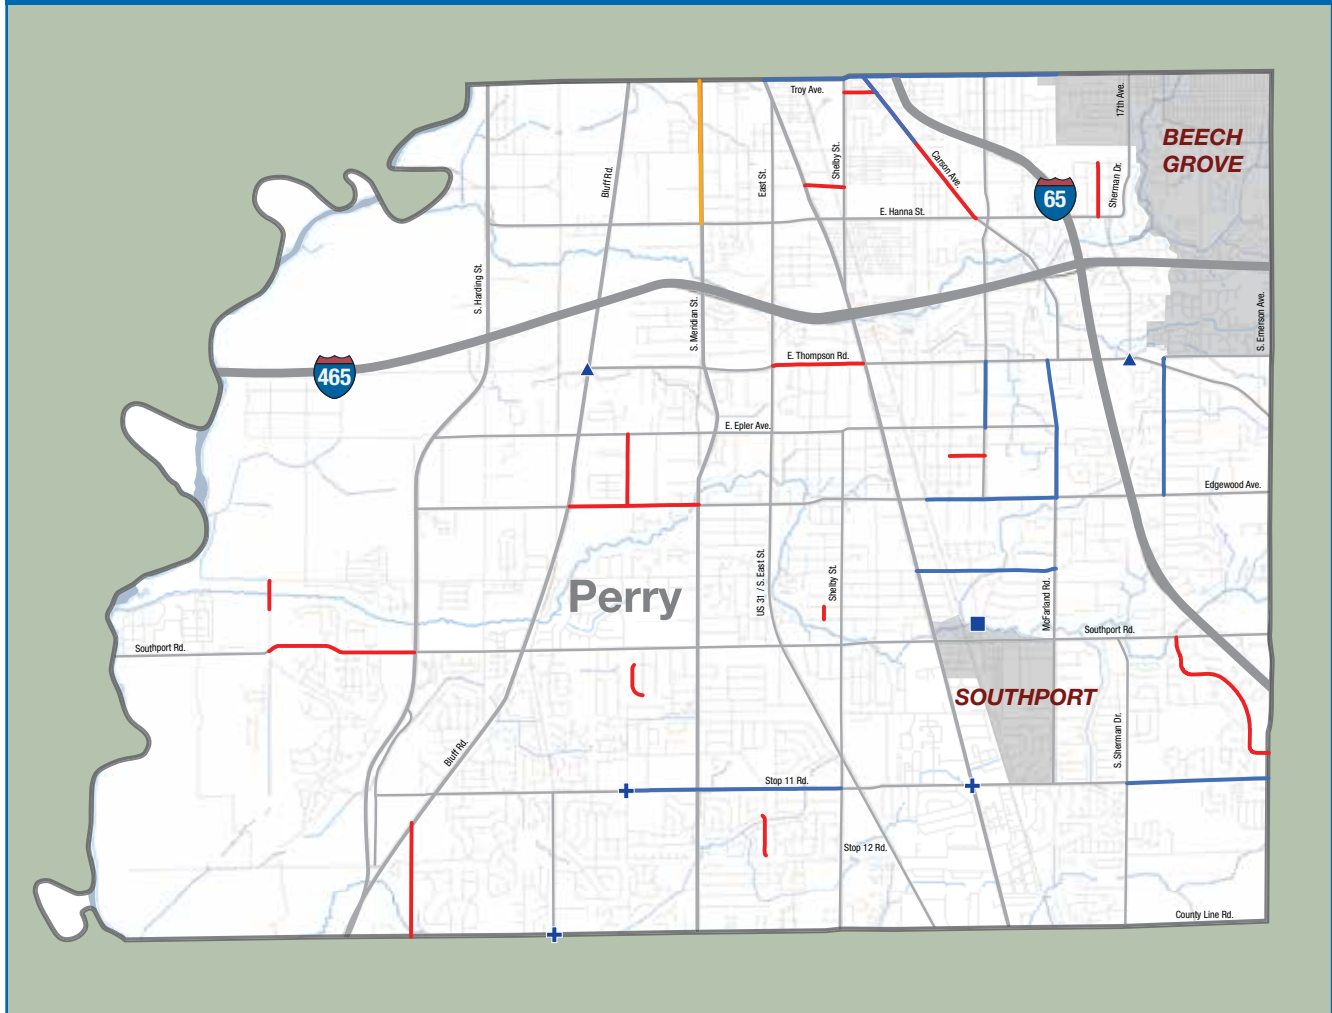 Troy Ave.
17th Ave.
BEECH
GROVE
Shelby St.
Carson Ave.
Bluff Rd.
East St.
Sherman Dr.
65
E. Hanna St.
S. Harding St.
S. Meridian St.
S. Emerson Ave.
E. Thompson Rd.
465
E. Epler Ave.
Edgewood Ave.
US 31 / S. East St.
Shelby St.
Perry
McFarland Rd.
Southport Rd.
Southport Rd.
SOUTHPORT
S. Sherman Dr.
Bluff Rd.
Stop 11 Rd.
Stop 12 Rd.
County Line Rd.